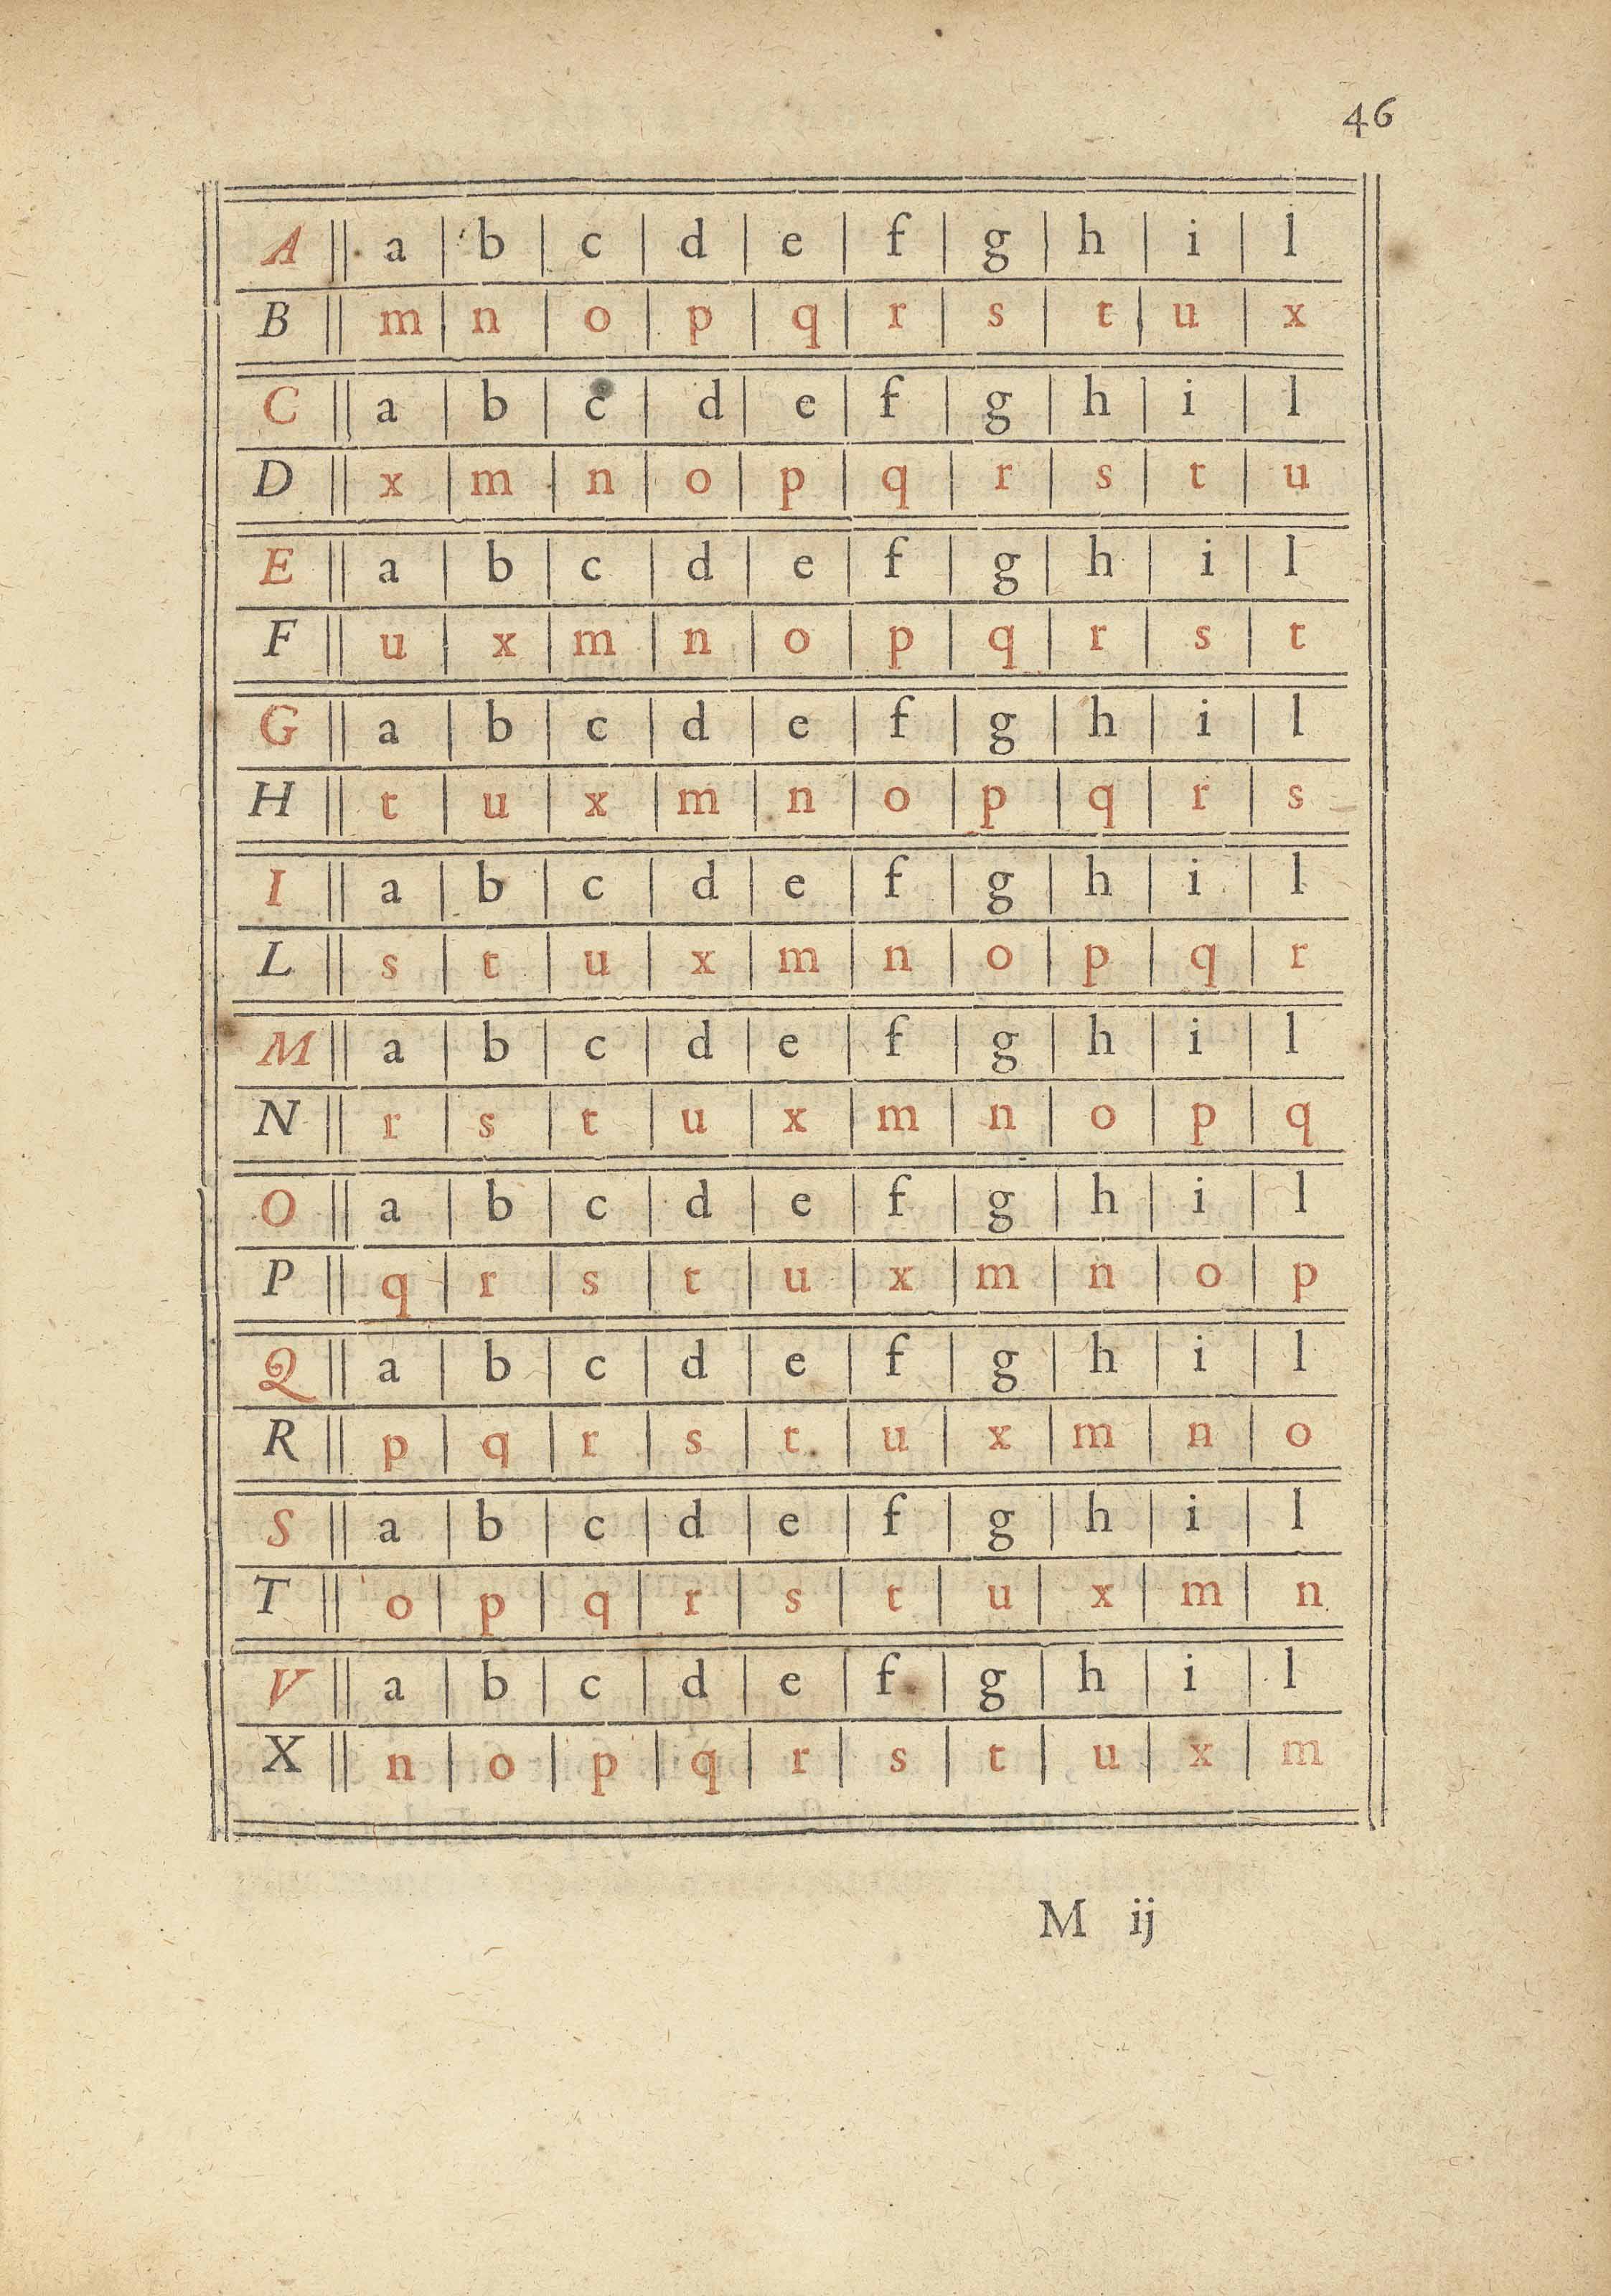 46
A a b c d e f g h i l
B m n o p q r s t u x
C a b c d e f g h i l
D x m n o p q r s t u
E a b c d e f g h i l
F u x m n o p q r s t
G a b c d e f g h i l
H t u x m n o p q r s
I a b c d e f g h i l
L s t u x m n o p q r
M a b c d e f g h i l
N r s t u x m n o p q
O a b c d e f g h i l
P q r s t u x m n o p
Q a b c d e f g h i l
R p q r s t u x m n o
S a b c d e f g h i l
T o p q r s t u x m n
V a b c d e f g h i l
X n o p q r s t u x m
M ij